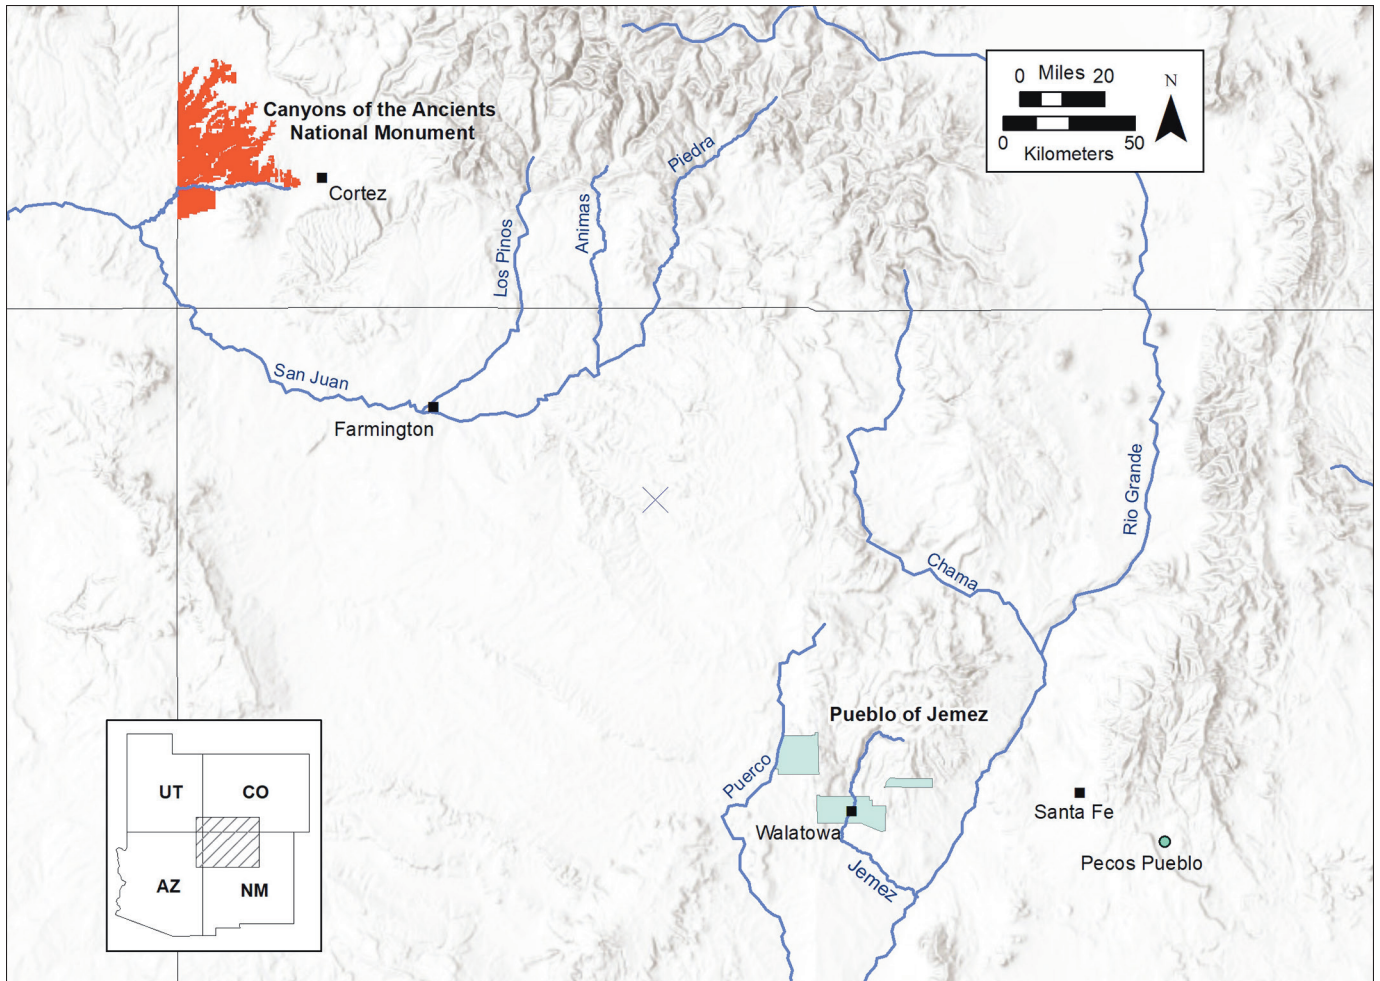 Canyons of the Ancients
National Monument
0 Miles 20
N
0 50
Kilometers
Cortez
Piedra
Animas
Los Pinos
San Juan
Farmington
Rio Grande
Chama
Pueblo of Jemez
Puerco
Walatowa
Jemez
Santa Fe
Pecos Pueblo
UT CO
AZ NM